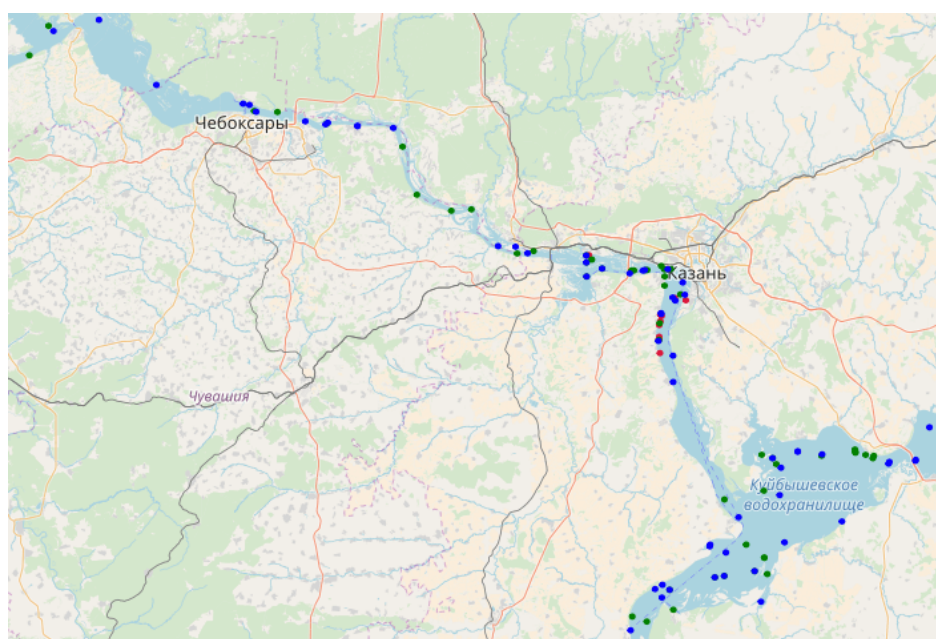 Чебоксары
Казань
Чувашия
Куйбышевское
водохранилище